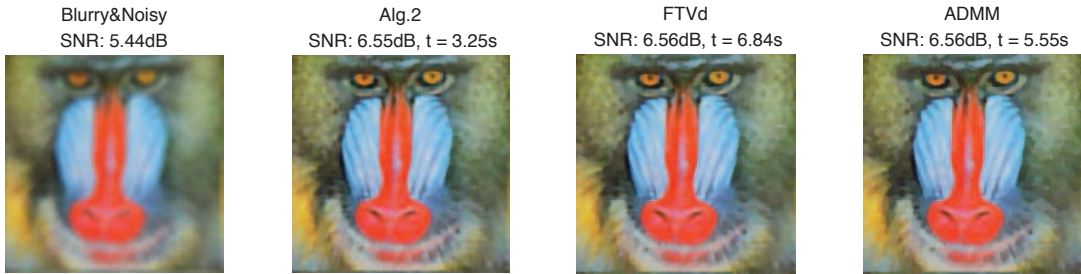 Blurry&Noisy
SNR: 5.44dB
Alg.2
SNR: 6.55dB, t = 3.25s
FTVd
SNR: 6.56dB, t = 6.84s
ADMM
SNR: 6.56dB, t = 5.55s